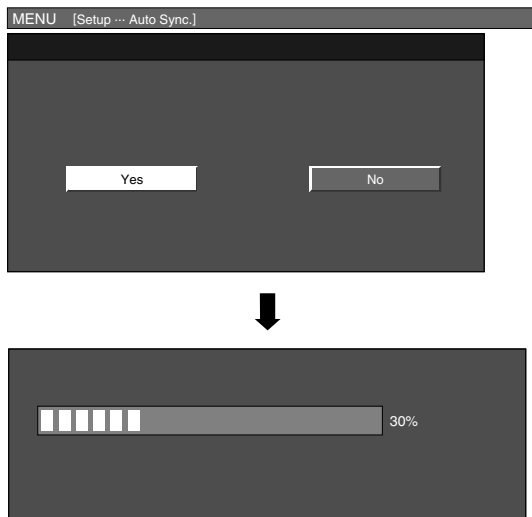 MENU [Setup ··· Auto Sync.]
Yes
No
30%